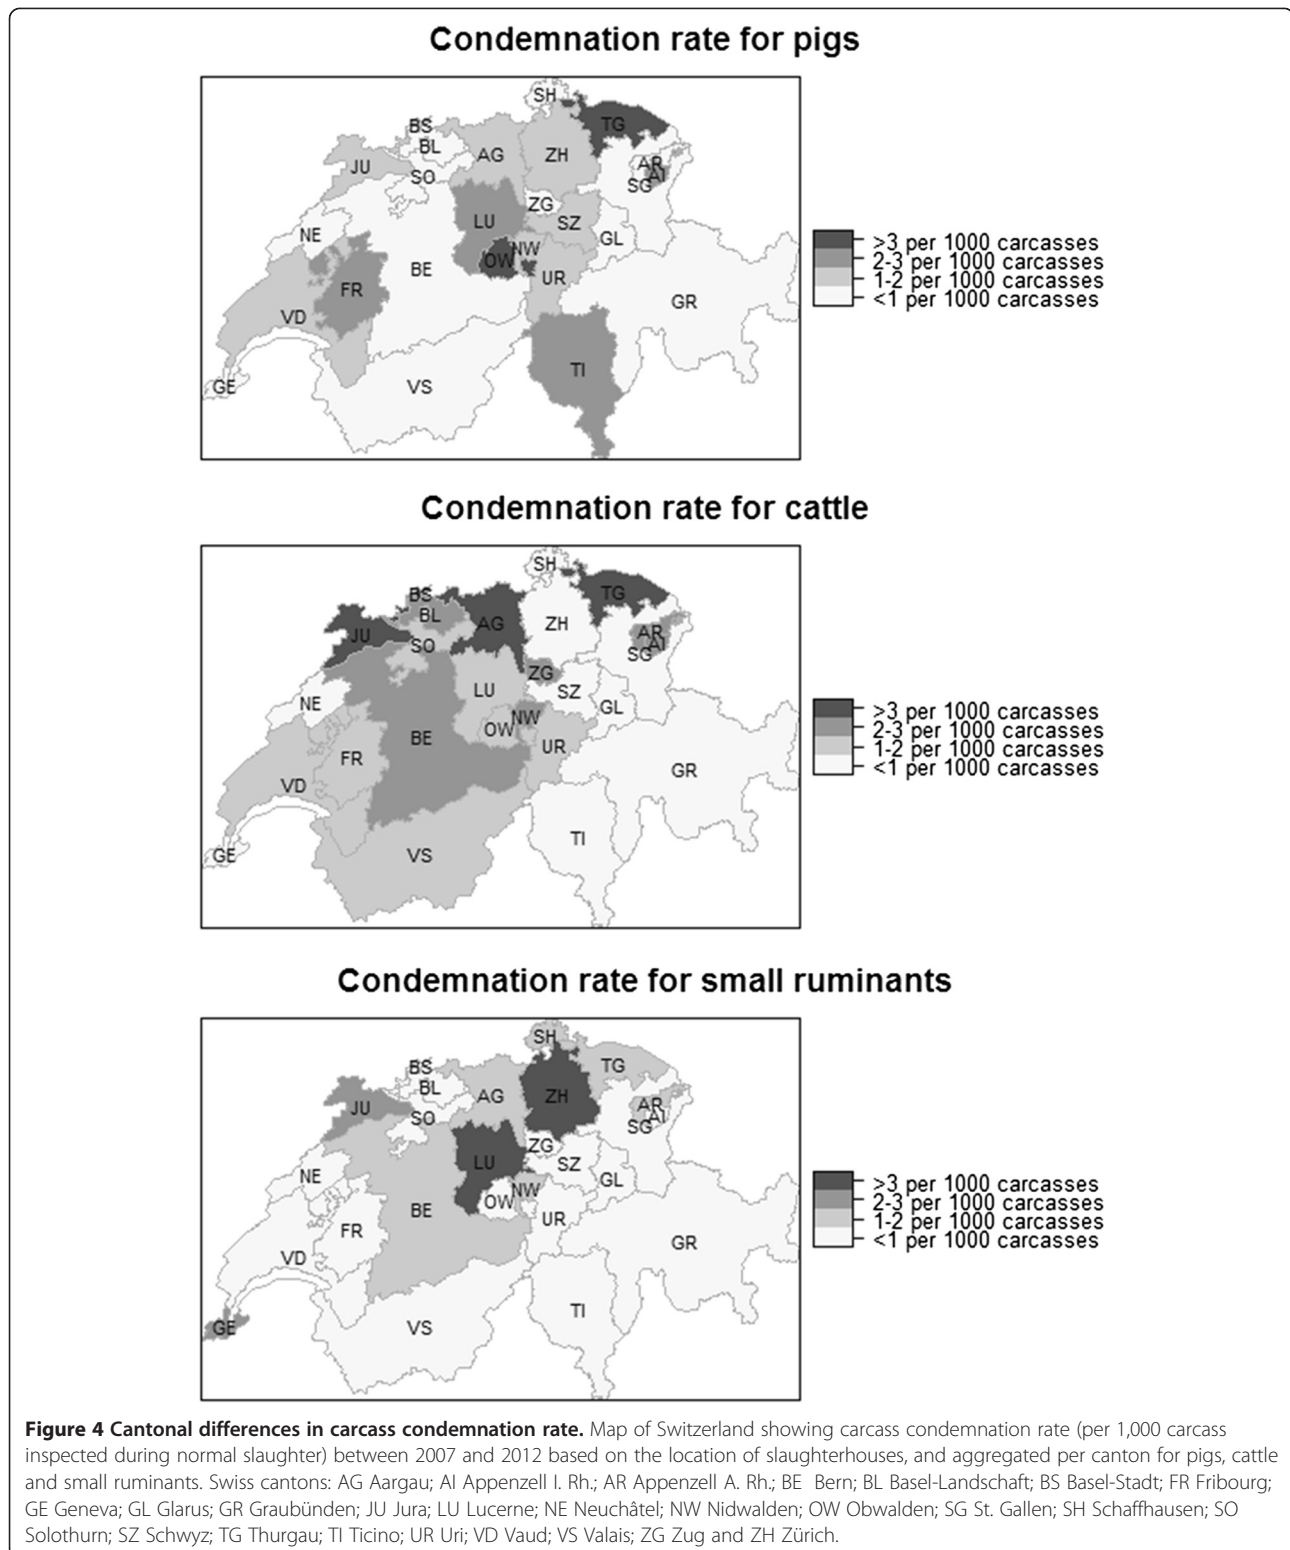 Condemnation rate for pigs
SH
TG
BS
BL
AG
ZH
AR
AI
JU
SO
SG
ZG
LU
SZ
NE
GL
NW
OW
BE
UR
FR
GR
VD
TI
GE
VS
>3 per 1000 carcasses
2-3 per 1000 carcasses
1-2 per 1000 carcasses
<1 per 1000 carcasses
Condemnation rate for cattle
SH
TG
BS
BL
AG
ZH
AR
AI
JU
SO
SG
ZG
LU
SZ
NE
GL
NW
OW
BE
UR
FR
GR
VD
TI
GE
VS
>3 per 1000 carcasses
2-3 per 1000 carcasses
1-2 per 1000 carcasses
<1 per 1000 carcasses
Condemnation rate for small ruminants
SH
TG
BS
BL
AG
ZH
AR
AI
JU
SO
SG
ZG
LU
SZ
NE
GL
NW
OW
BE
UR
FR
GR
VD
TI
GE
VS
>3 per 1000 carcasses
2-3 per 1000 carcasses
1-2 per 1000 carcasses
<1 per 1000 carcasses
Figure 4 Cantonal differences in carcass condemnation rate. Map of Switzerland showing carcass condemnation rate (per 1,000 carcass
inspected during normal slaughter) between 2007 and 2012 based on the location of slaughterhouses, and aggregated per canton for pigs, cattle
and small ruminants. Swiss cantons: AG Aargau; AI Appenzell I. Rh.; AR Appenzell A. Rh.; BE Bern; BL Basel-Landschaft; BS Basel-Stadt; FR Fribourg;
GE Geneva; GL Glarus; GR Graubünden; JU Jura; LU Lucerne; NE Neuchâtel; NW Nidwalden; OW Obwalden; SG St. Gallen; SH Schaffhausen; SO
Solothurn; SZ Schwyz; TG Thurgau; TI Ticino; UR Uri; VD Vaud; VS Valais; ZG Zug and ZH Zürich.